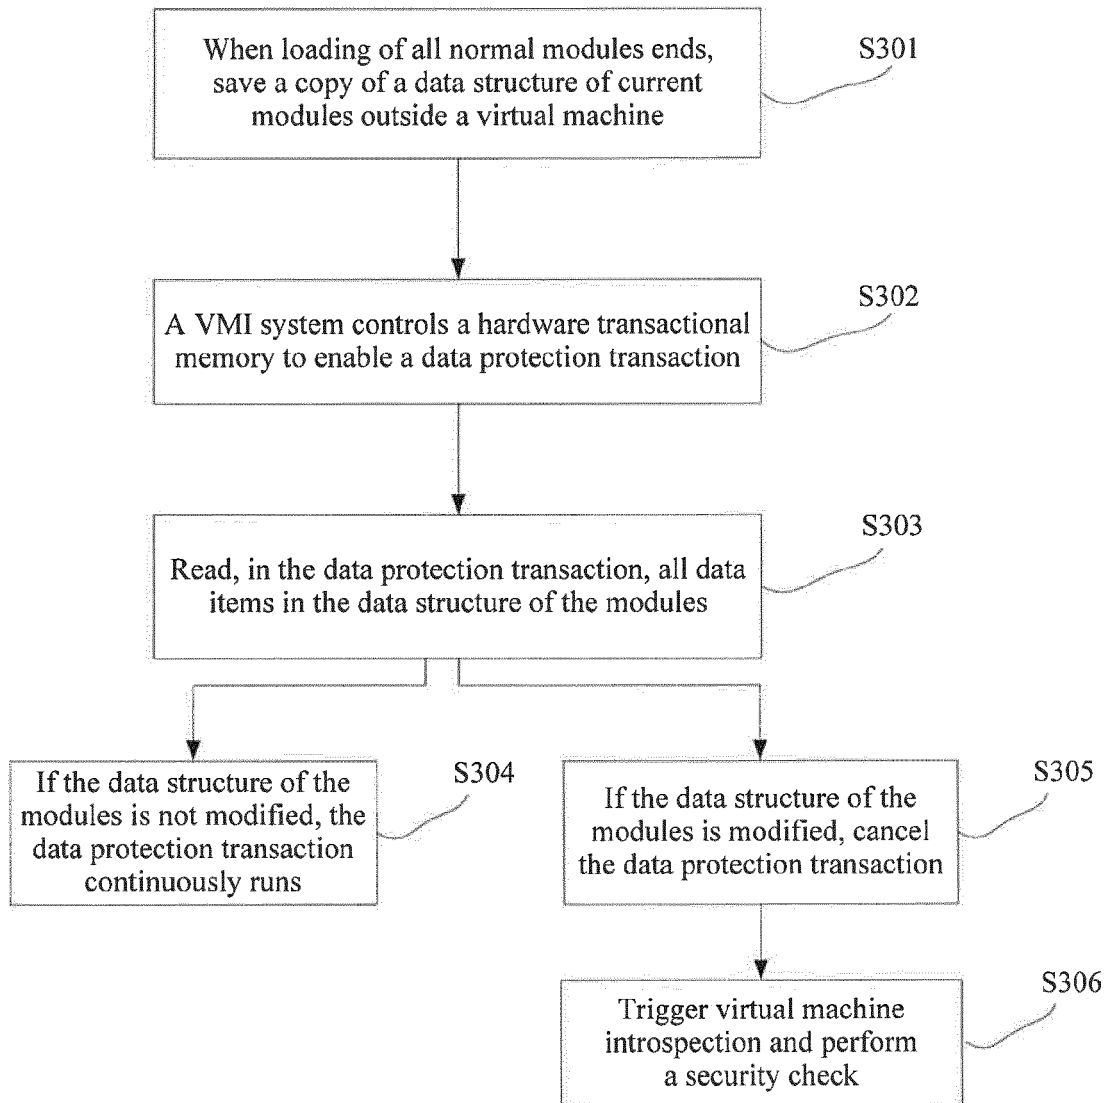 When loading of all normal modules ends,
save a copy of a data structure of current
modules outside a virtual machine
S301
A VMI system controls a hardware transactional
memory to enable a data protection transaction
S302
Read, in the data protection transaction, all data
items in the data structure of the modules
S303
If the data structure of the
modules is not modified, the
data protection transaction
continuously runs
S304
If the data structure of the
modules is modified, cancel
the data protection transaction
S305
Trigger virtual machine
introspection and perform
a security check
S306